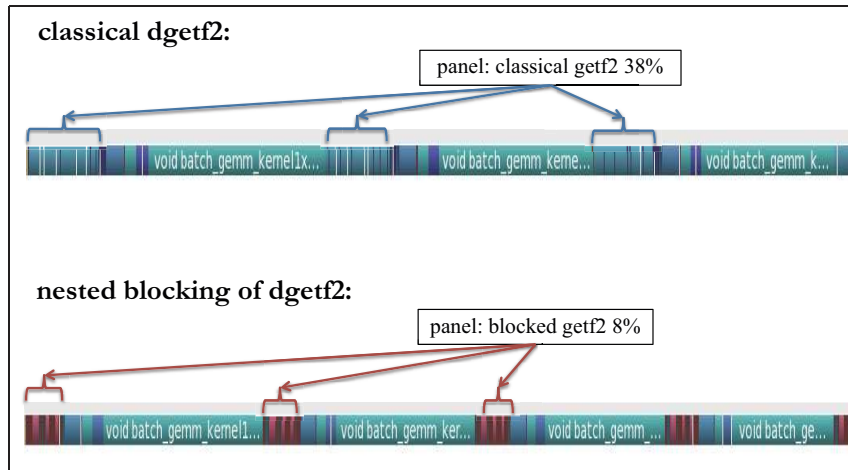 classical dgetf2:
panel: classical getf2 38%
void batch_gemm_kernel1x...
void batch_gemm_kerne...
void batch_gemm_k...
nested blocking of dgetf2:
panel: blocked getf2 8%
void batch_gemm_kernel1...
void batch_gemm_ker...
void batch_gemm_...
void batch_ge...